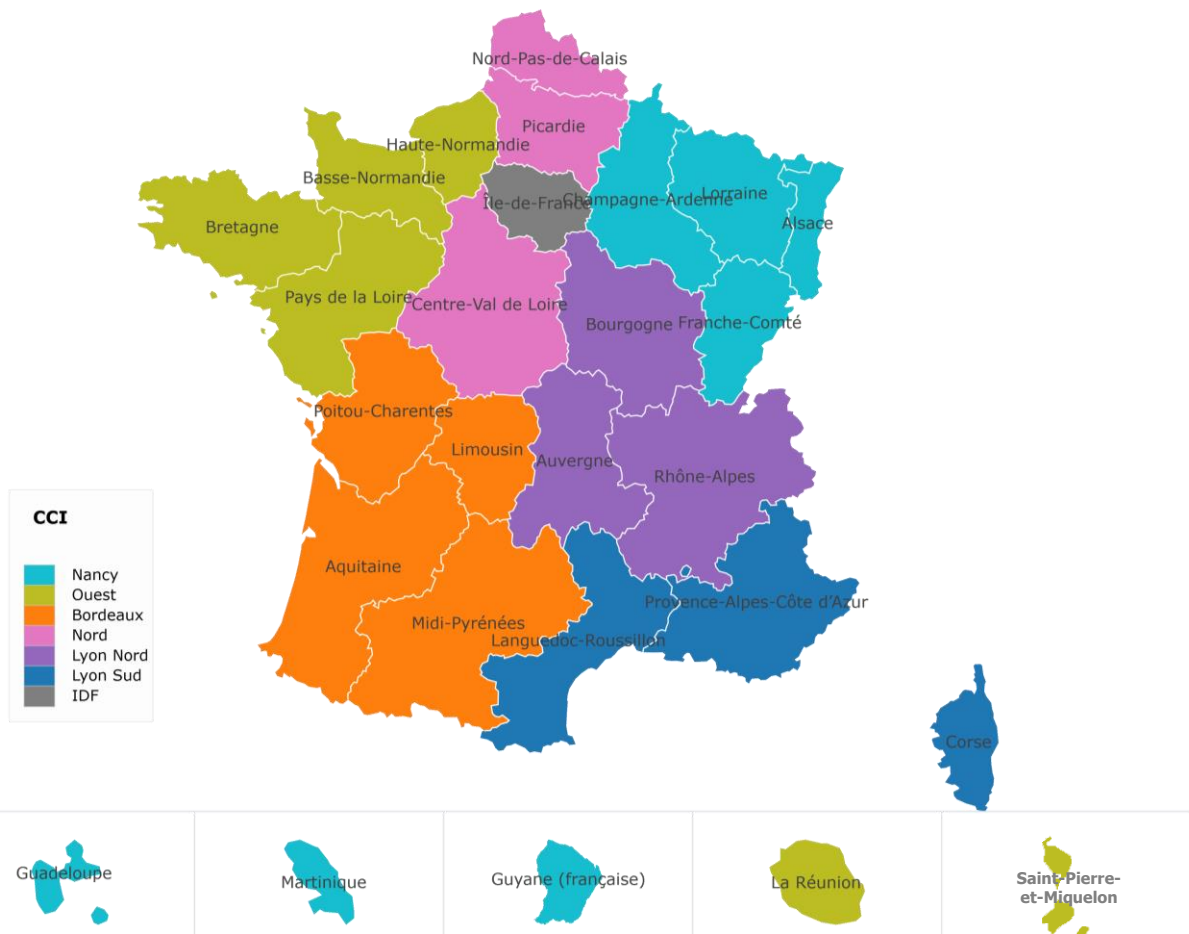 Nord-Pas-de-Calais
Picardie
Haute-Normandie
Basse-Normandie
Île-de-France
Champagne-Ardenne
Lorraine
Alsace
Bretagne
Pays de la Loire
Centre-Val de Loire
Bourgogne
Franche-Comté
Poitou-Charentes
Limousin
Auvergne
Rhône-Alpes
CCI
Nancy
Ouest
Bordeaux
Nord
Lyon Nord
Lyon Sud
IDF
Aquitaine
Midi-Pyrénées
Languedoc-Roussillon
Provence-Alpes-Côte d’Azur
Corse
Guadeloupe
Martinique
Guyane (française)
La Réunion
Saint-Pierre-
et-Miquelon